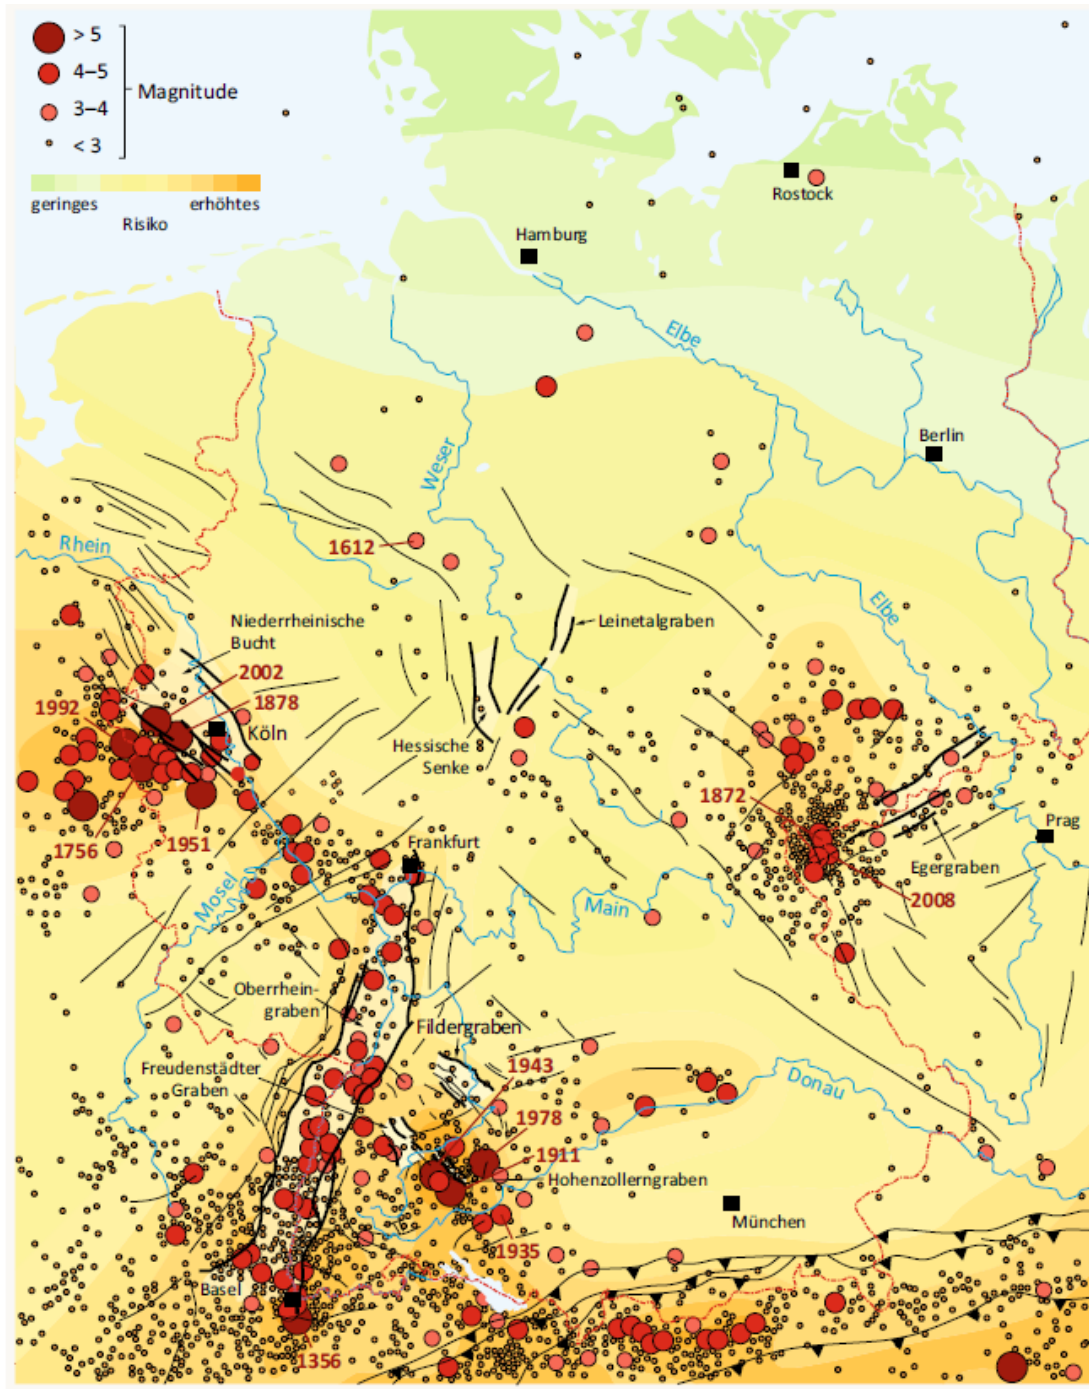 > 5
4–5
3–4
< 3
Magnitude
geringes
erhöhtes
Risiko
Rostock
Hamburg
Elbe
Berlin
Weser
1612
Rhein
Elbe
Niederrheinische
Bucht
Leinetalgraben
2002
1878
1992
Köln
Hessische
Senke
1872
1756
1951
Frankfurt
Prag
Egergraben
Mosel
Main
2008
Oberrhein-
graben
Fildergraben
Freudenstädter
Graben
1943
Donau
1978
1911
Hohenzollerngraben
München
1935
Basel
1356